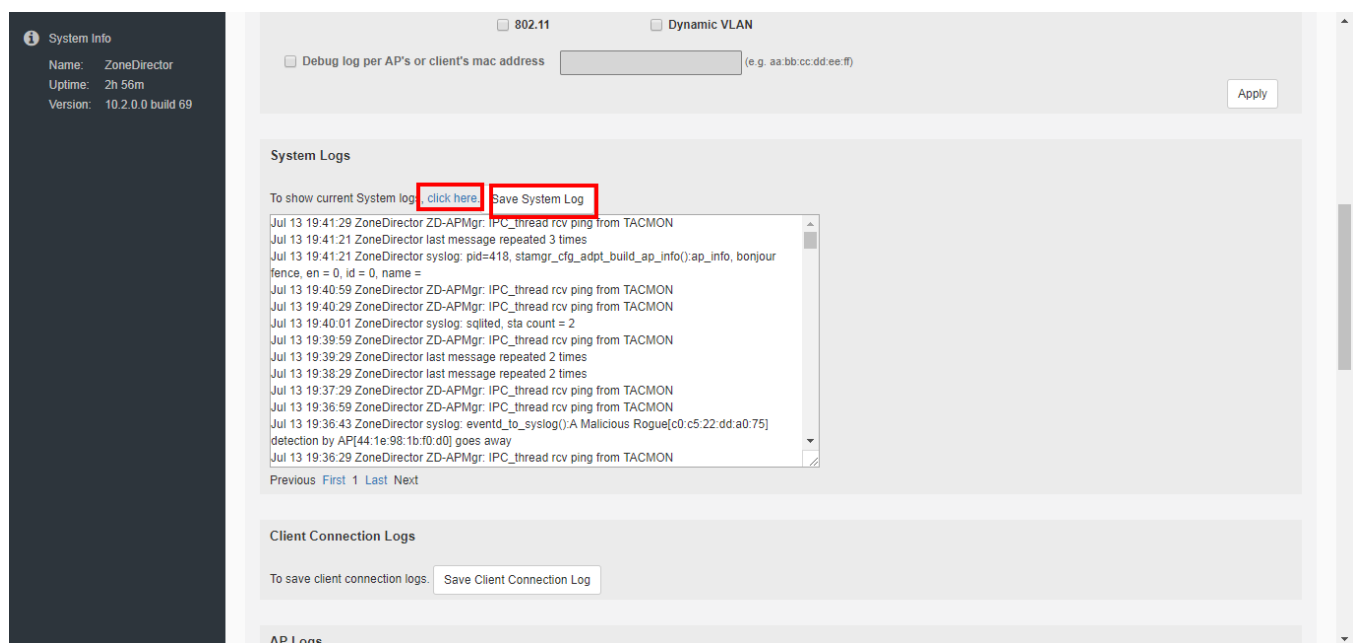 802.11 Dynamic VLAN
System Info
Name: ZoneDirector
Uptime: 2h 56m
Version: 10.2.0.0 build 69
Debug log per AP's or client's mac address (e.g. aa:bb:cc:dd:ee:ff)
Apply
System Logs
To show current System logs, click here. Save System Log
Jul 13 19:41:29 ZoneDirector ZD-APMgr: IPC_thread rcv ping from TACMON
Jul 13 19:41:21 ZoneDirector last message repeated 3 times
Jul 13 19:41:21 ZoneDirector syslog: pid=418, stamgr_cfg_adpt_build_ap_info():ap_info, bonjour
fence, en = 0, id = 0, name =
Jul 13 19:40:59 ZoneDirector ZD-APMgr: IPC_thread rcv ping from TACMON
Jul 13 19:40:29 ZoneDirector ZD-APMgr: IPC_thread rcv ping from TACMON
Jul 13 19:40:01 ZoneDirector syslog: sqlited, sta count = 2
Jul 13 19:39:59 ZoneDirector ZD-APMgr: IPC_thread rcv ping from TACMON
Jul 13 19:39:29 ZoneDirector last message repeated 2 times
Jul 13 19:38:29 ZoneDirector last message repeated 2 times
Jul 13 19:37:29 ZoneDirector ZD-APMgr: IPC_thread rcv ping from TACMON
Jul 13 19:36:59 ZoneDirector ZD-APMgr: IPC_thread rcv ping from TACMON
Jul 13 19:36:43 ZoneDirector syslog: eventd_to_syslog():A Malicious Rogue[c0:c5:22:dd:a0:75]
detection by AP[44:1e:98:1b:f0:d0] goes away
Jul 13 19:36:29 ZoneDirector ZD-APMgr: IPC_thread rcv ping from TACMON
Previous First 1 Last Next
Client Connection Logs
To save client connection logs. Save Client Connection Log
AP Logs